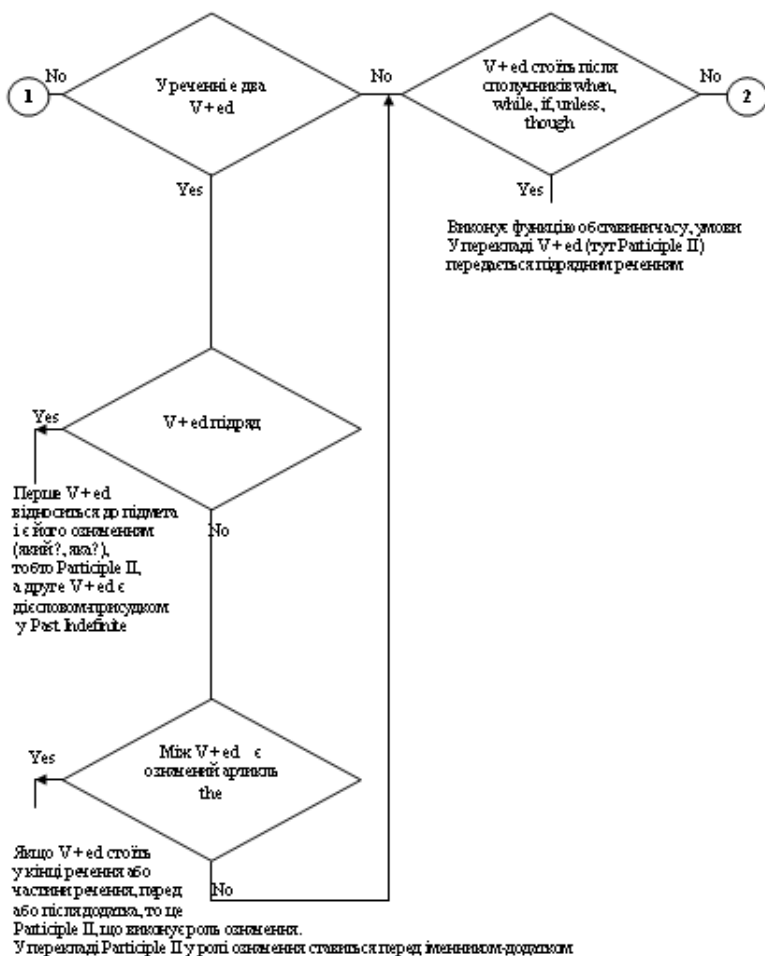 No
1
У реченні є два
V + ed
No
V + ed стоїть після
сполучників when,
while, if, unless,
though
No
2
Yes
Yes
Виконує функцію обставини часу, умови
У перекладі V + ed (тут Participle II)
передається підрядним реченням
Yes
V + ed підряд
Перше V + ed
відноситься до підмета
і є його означенням
(який?, яка?),
тобто Participle II,
а друге V + ed є
дієсловом-присудком
у Past Indefinite
No
Yes
Між V + ed є
означений артикль
the
Якщо V + ed стоїть
у кінці речення або
частини речення, перед
або після додатка, то це
Participle II, що виконує роль означення.
У перекладі Participle II у ролі означення ставиться перед іменником-додатком
No